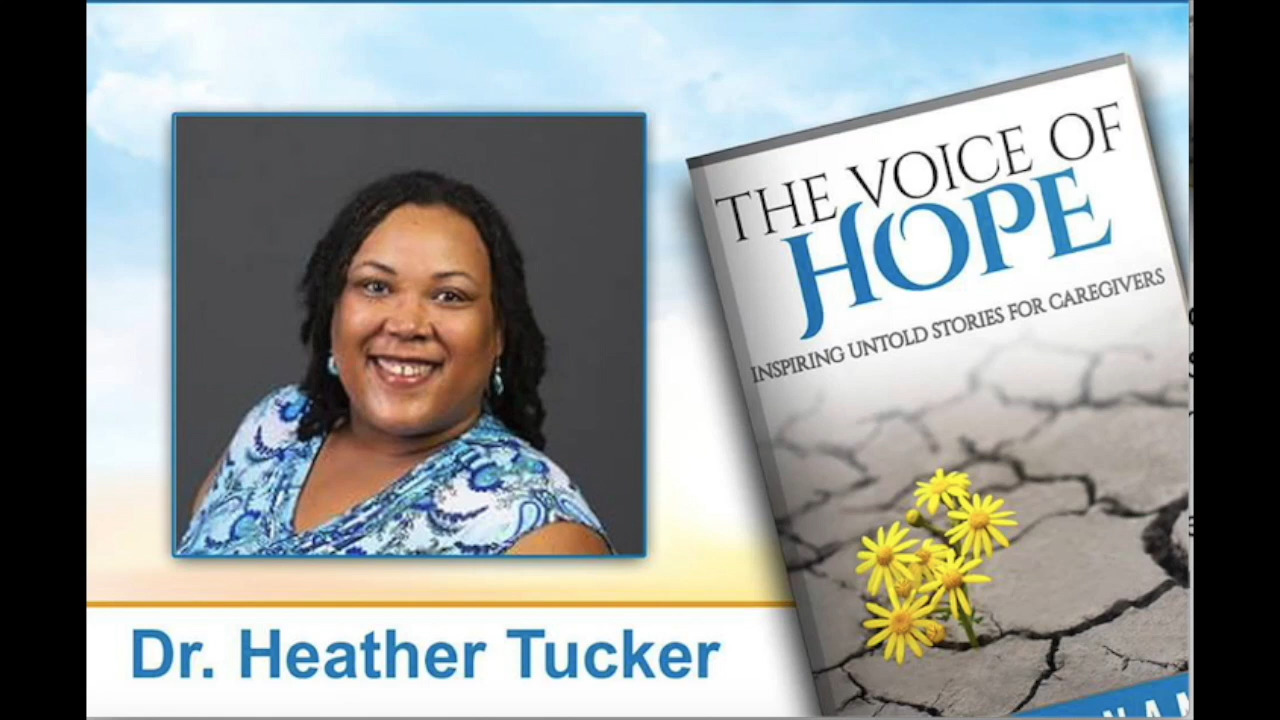 THE VOICE OF
HOPE
INSPIRING UNTOLD STORIES FOR CAREGIVERS
Dr. Heather Tucker